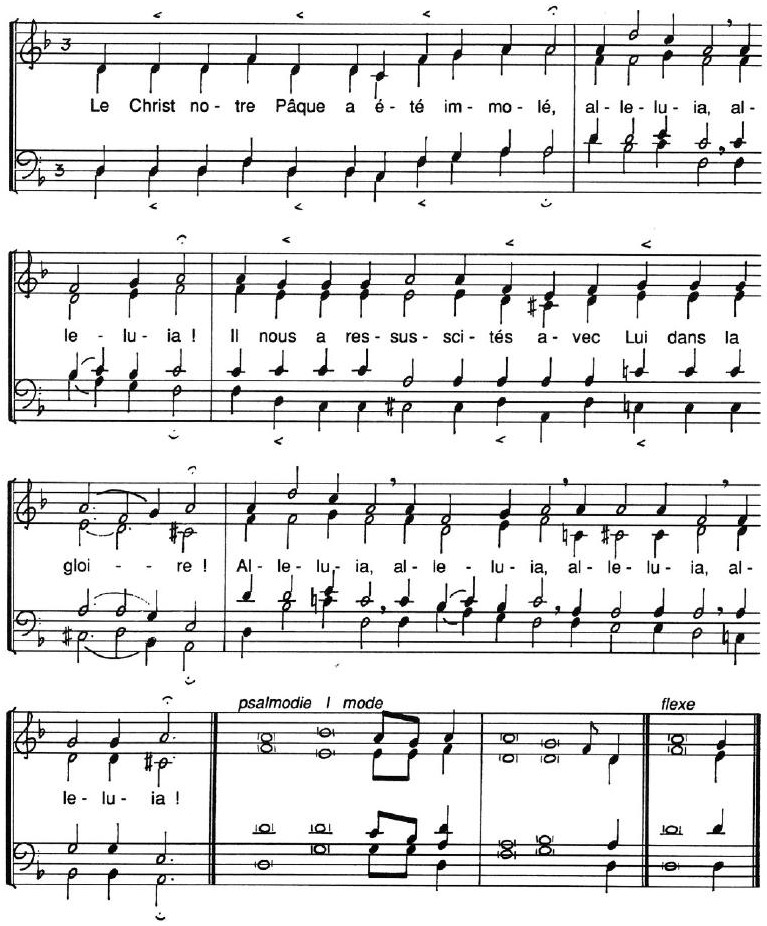 3
Le Christ no - tre Pâque a é - té im - mo - lé, al - le - lu - ia, al -
3
le - lu - ia ! Il nous a res - sus - sci - tés a - vec Lui dans la
gloi - - re ! Al - le - lu - ia, al - le - lu - ia, al - le - lu - ia, al -
psalmodie I mode flexe
le - lu - ia !